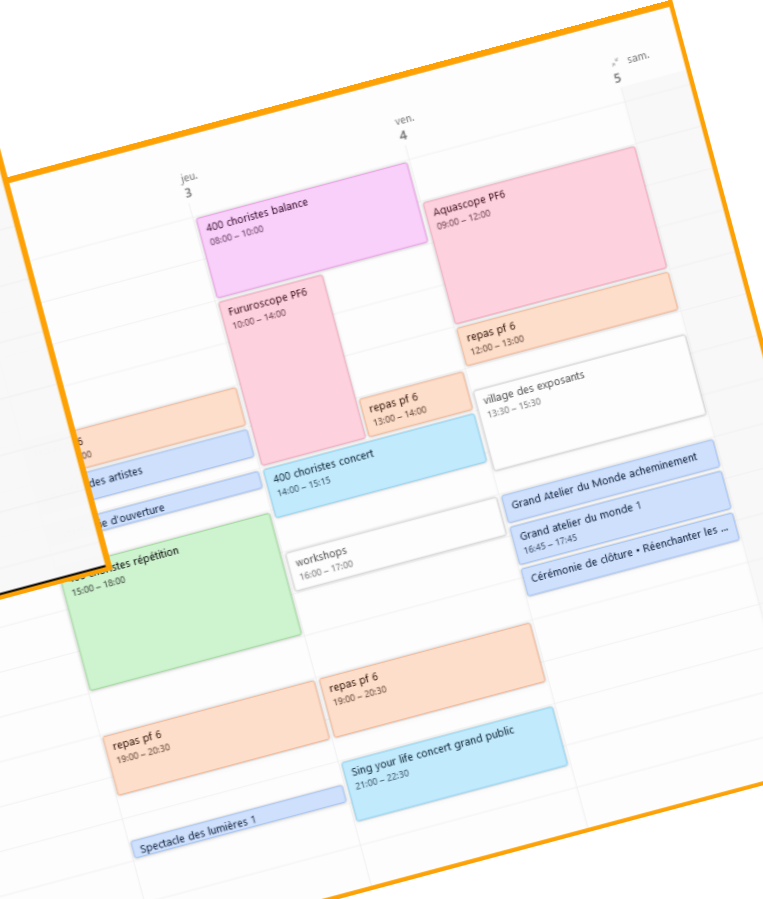 jeu.
3
ven.
4
sam.
5
6
00
des artistes
d'ouverture
répétition
15:00 – 18:00
repas pf 6
19:00 – 20:30
Spectacle des lumières 1
400 choristes balance
08:00 – 10:00
Fururoscope PF6
10:00 – 14:00
repas pf 6
13:00 – 14:00
400 choristes concert
14:00 – 15:15
workshops
16:00 – 17:00
repas pf 6
19:00 – 20:30
Sing your life concert grand public
21:00 – 22:30
Aquascope PF6
09:00 – 12:00
repas pf 6
12:00 – 13:00
village des exposants
13:30 – 15:30
Grand Atelier du Monde acheminement
Grand atelier du monde 1
16:45 – 17:45
Cérémonie de clôture • Réenchanter les ...